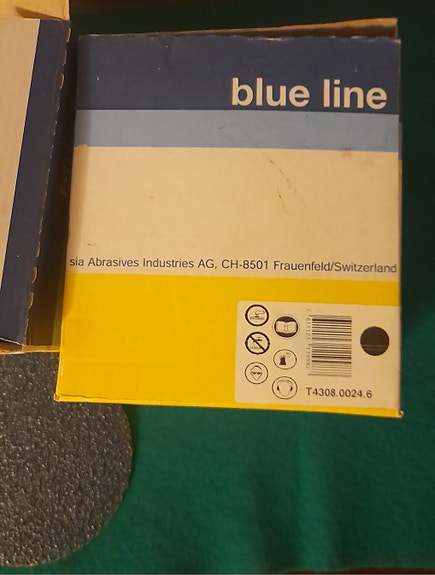 blue line
sia Abrasives Industries AG, CH-8501 Frauenfeld/Switzerland
T4308.0024.6